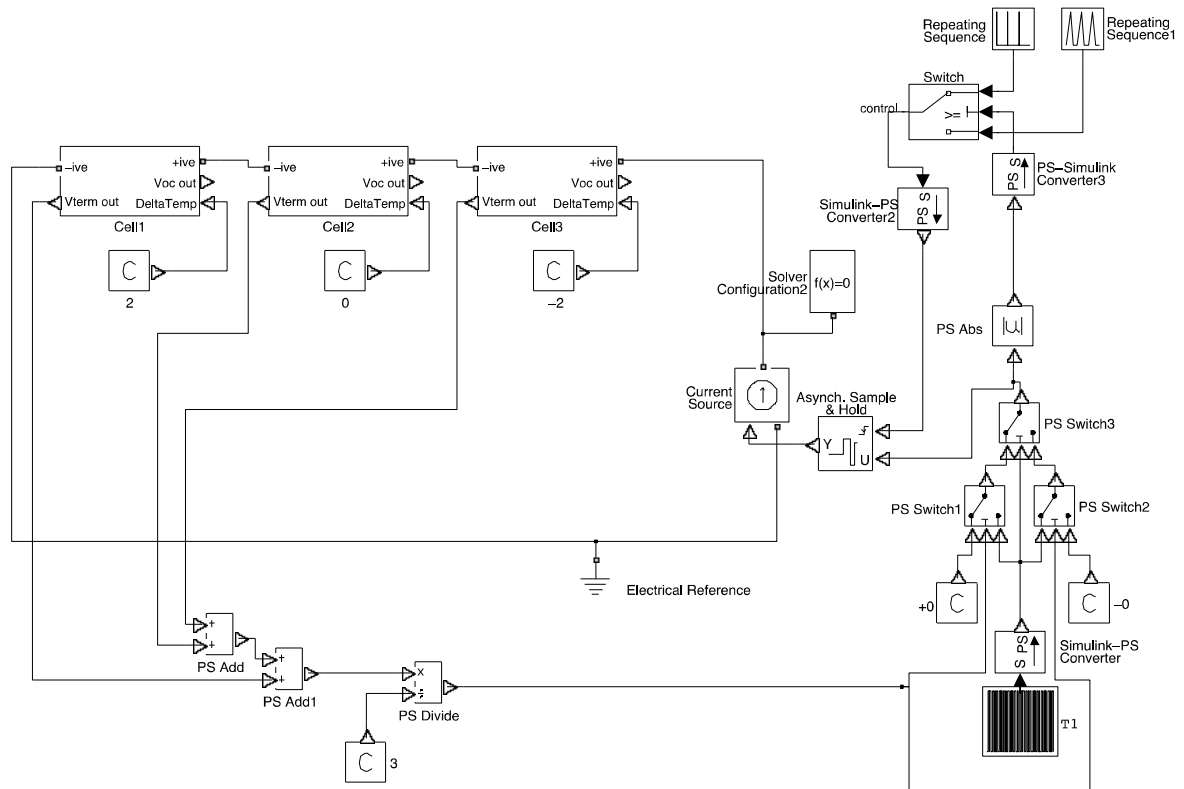 Repeating
Sequence
Repeating
Sequence1
Switch
control
>=
PS S
PS-Simulink
Converter3
Simulink-PS
Converter2
PS S
-ive
+ive
Voc out
Vterm out
DeltaTemp
Cell1
-ive
+ive
Voc out
Vterm out
DeltaTemp
Cell2
-ive
+ive
Voc out
Vterm out
DeltaTemp
Cell3
C
2
C
0
C
-2
Solver
Configuration2
f(x)=0
PS Abs
|u|
Current
Source
Asynch. Sample
& Hold
Y
U
PS Switch3
PS Switch1
PS Switch2
+0
C
C
-0
Electrical Reference
+
+
PS Add
+
+
PS Add1
×
÷
PS Divide
C
3
S PS
Simulink-PS
Converter
T1